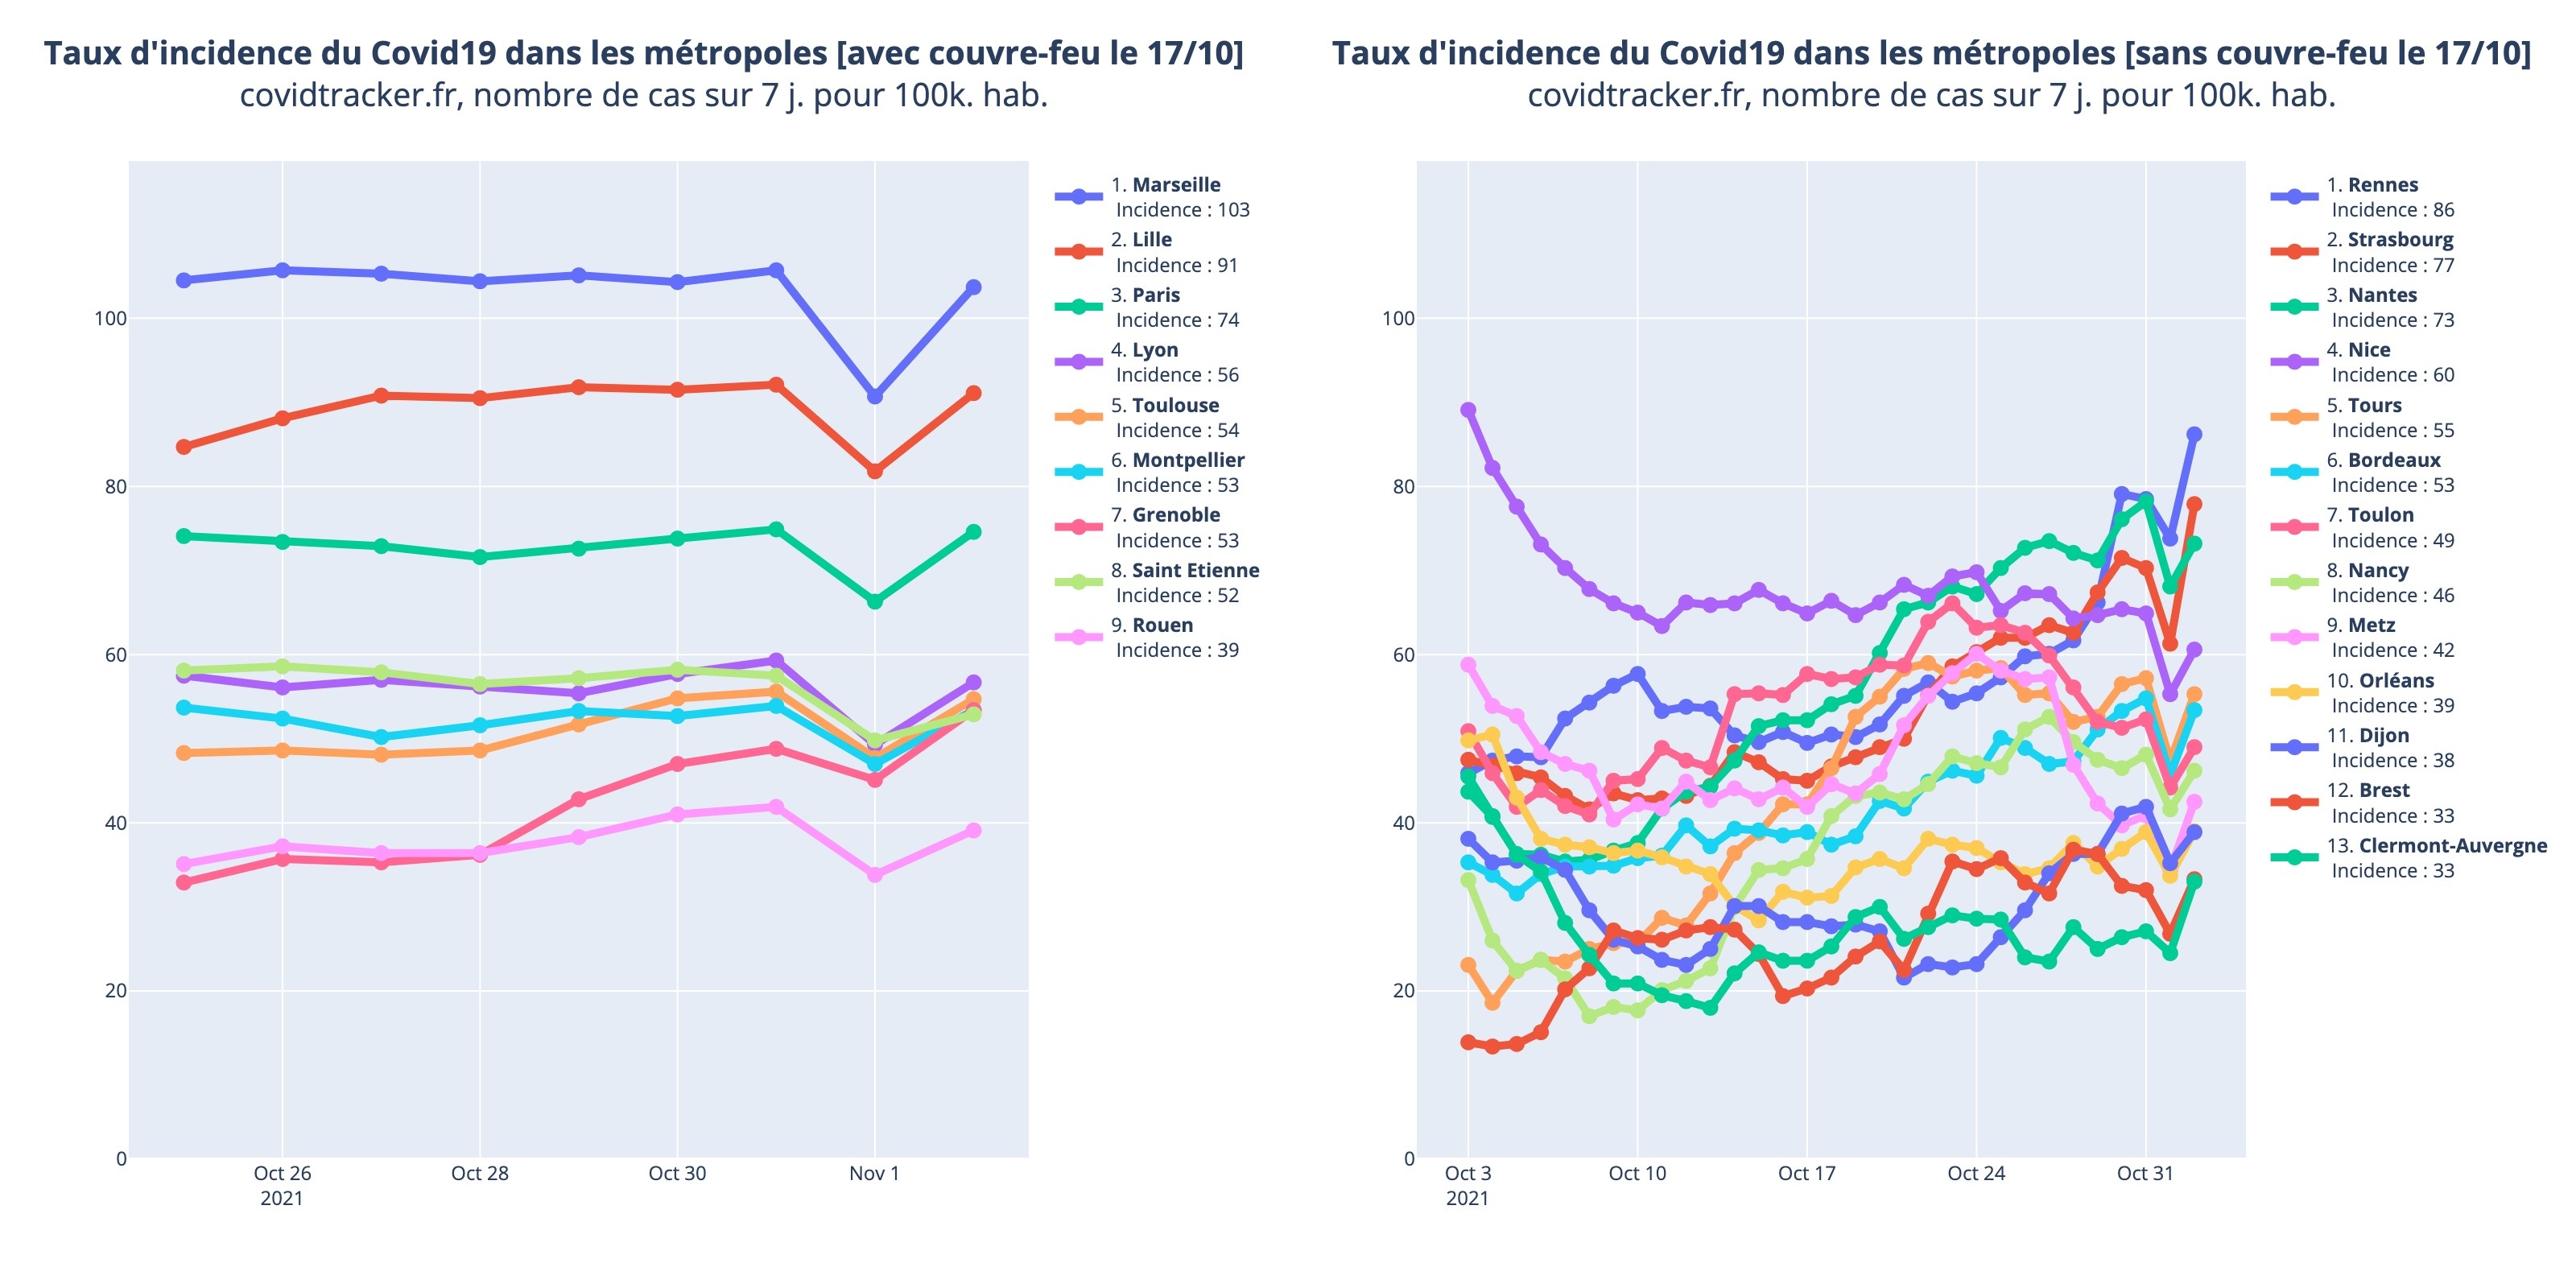 Taux d'incidence du Covid19 dans les métropoles [avec couvre-feu le 17/10]
covidtracker.fr, nombre de cas sur 7 j. pour 100k. hab.
100
80
60
40
20
0
Oct 26
2021
Oct 28
Oct 30
Nov 1
1. Marseille
Incidence : 103
2. Lille
Incidence : 91
3. Paris
Incidence : 74
4. Lyon
Incidence : 56
5. Toulouse
Incidence : 54
6. Montpellier
Incidence : 53
7. Grenoble
Incidence : 53
8. Saint Etienne
Incidence : 52
9. Rouen
Incidence : 39
Taux d'incidence du Covid19 dans les métropoles [sans couvre-feu le 17/10]
covidtracker.fr, nombre de cas sur 7 j. pour 100k. hab.
100
80
60
40
20
0
Oct 3
2021
Oct 10
Oct 17
Oct 24
Oct 31
1. Rennes
Incidence : 86
2. Strasbourg
Incidence : 77
3. Nantes
Incidence : 73
4. Nice
Incidence : 60
5. Tours
Incidence : 55
6. Bordeaux
Incidence : 53
7. Toulon
Incidence : 49
8. Nancy
Incidence : 46
9. Metz
Incidence : 42
10. Orléans
Incidence : 39
11. Dijon
Incidence : 38
12. Brest
Incidence : 33
13. Clermont-Auvergne
Incidence : 33